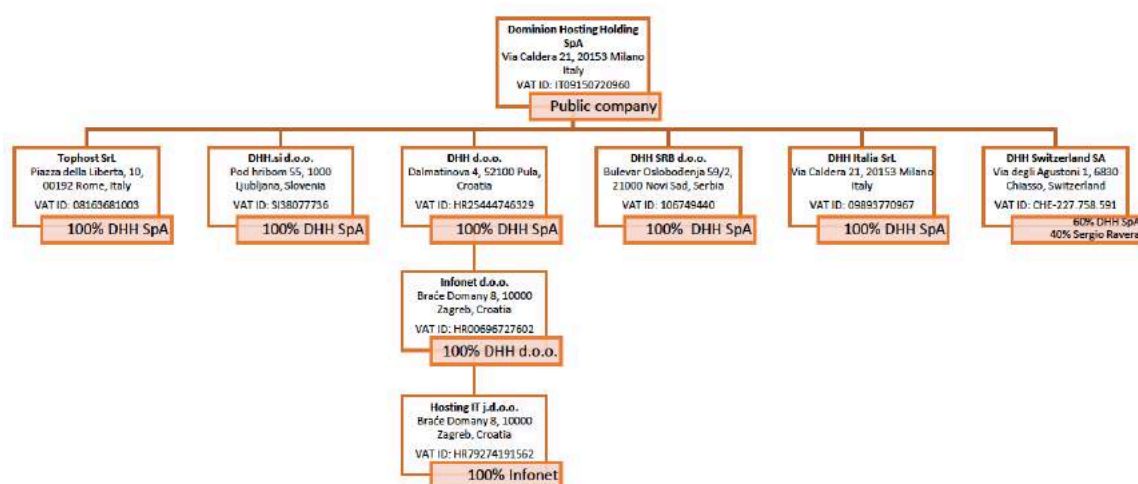 Dominion Hosting Holding
SpA
Via Caldera 21, 20153 Milano
Italy
VAT ID: IT09150720960
Public company
Tophost SrL
Piazza della Liberta, 10,
00192 Rome, Italy
VAT ID: 08163681003
100% DHH SpA
DHH.si d.o.o.
Pod hribom 55, 1000
Ljubljana, Slovenia
VAT ID: SI38077736
100% DHH SpA
DHH d.o.o.
Dalmatinova 4, 52100 Pula,
Croatia
VAT ID: HR25444746329
100% DHH SpA
DHH SRB d.o.o.
Bulevar Oslobođenja 59/2,
21000 Novi Sad, Serbia
VAT ID: 106749440
100% DHH SpA
DHH Italia SrL
Via Caldera 21, 20153 Milano
Italy
VAT ID: 09893770967
100% DHH SpA
DHH Switzerland SA
Via degli Agustoni 1, 6830
Chiasso, Switzerland
VAT ID: CHE-227.758.591
60% DHH SpA
40% Sergio Ravera
Infonet d.o.o.
Braće Domany 8, 10000
Zagreb, Croatia
VAT ID: HR00696727602
100% DHH d.o.o.
Hosting IT j.d.o.o.
Braće Domany 8, 10000
Zagreb, Croatia
VAT ID: HR79274191562
100% Infonet